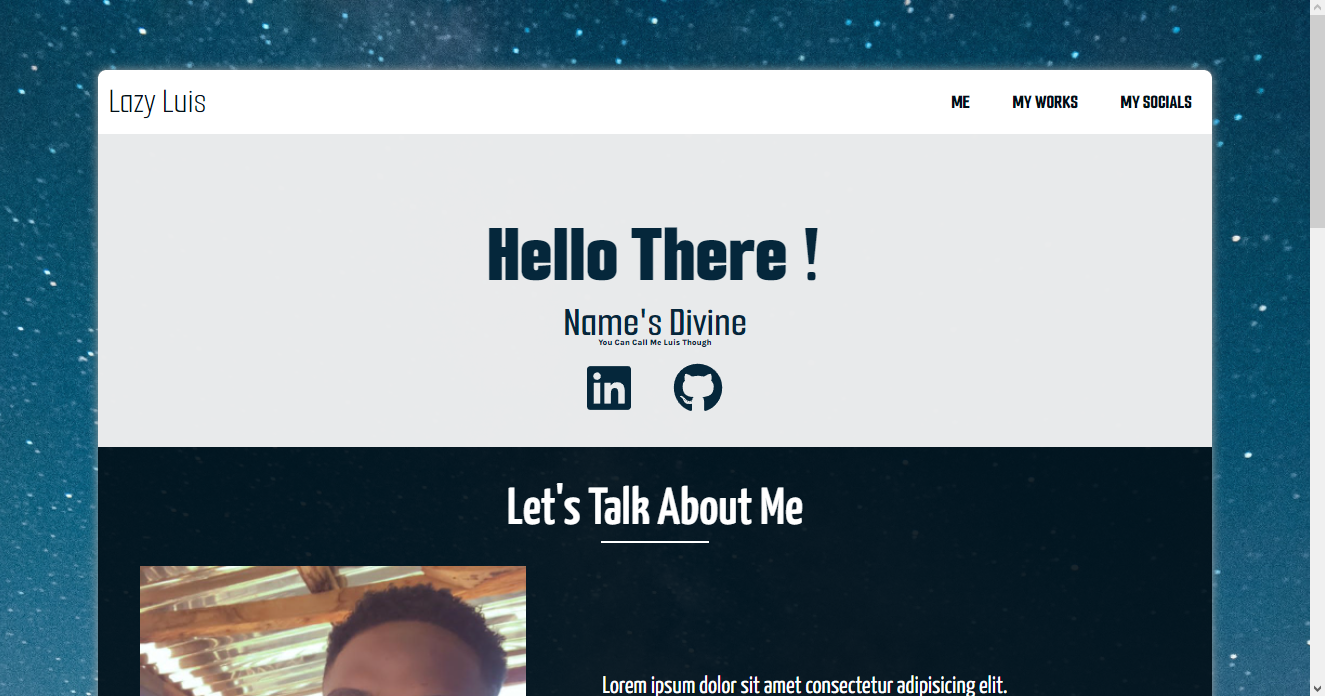 Lazy Luis
ME MY WORKS MY SOCIALS
Hello There !
Name's Divine
You Can Call Me Luis Though
in
Let's Talk About Me
Lorem ipsum dolor sit amet consectetur adipisicing elit.